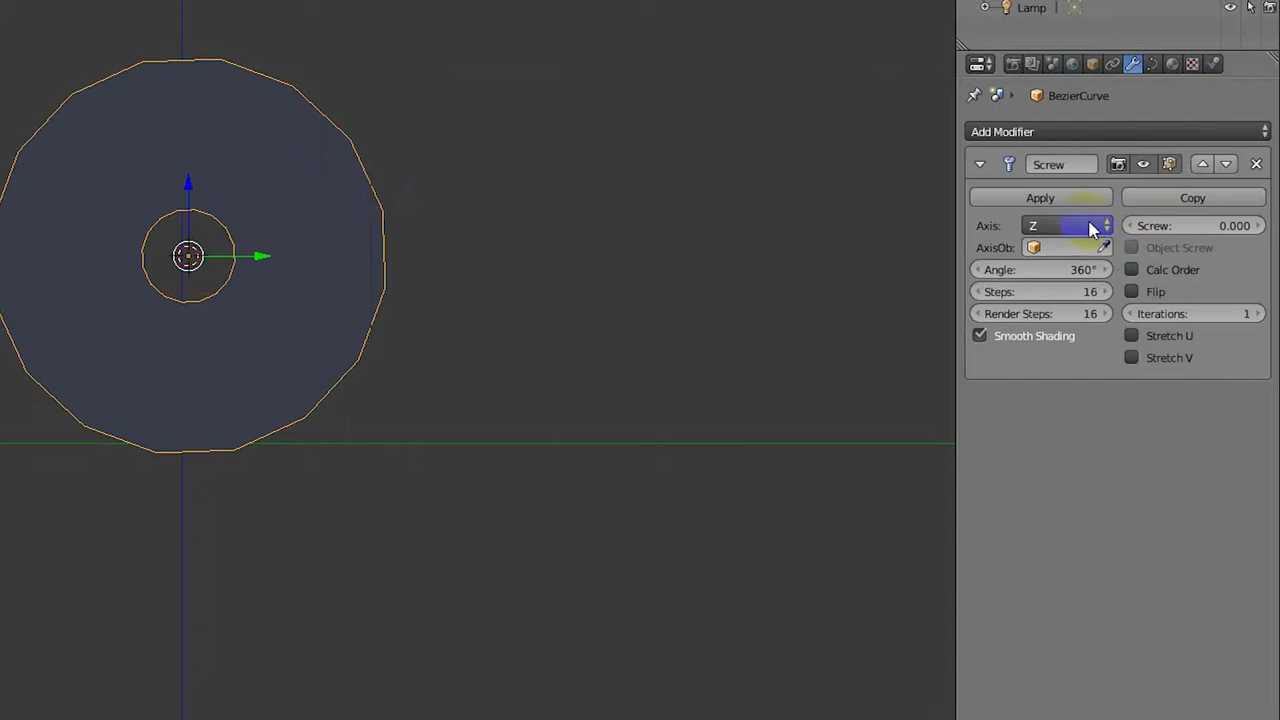 Lamp
BezierCurve
Add Modifier
Screw
Apply
Copy
Axis: Z
Screw: 0.000
AxisOb:
Object Screw
Angle: 360°
Calc Order
Steps: 16
Flip
Render Steps: 16
Iterations: 1
Smooth Shading
Stretch U
Stretch V